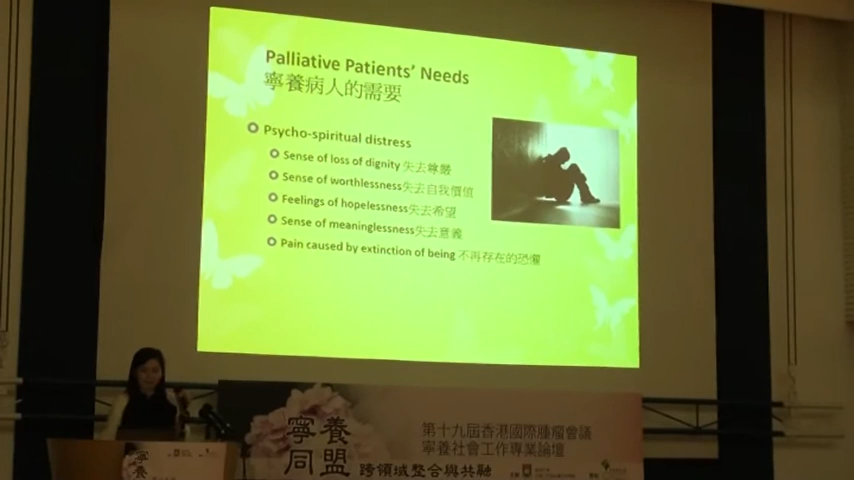 Palliative Patients' Needs
寧養病人的需要
Psycho-spiritual distress
Sense of loss of dignity 失去尊嚴
Sense of worthlessness失去自我價值
Feelings of hopelessness失去希望
Sense of meaninglessness失去意義
Pain caused by extinction of being 不再存在的恐懼
寧養
同盟
跨領域整合與共融
第十九屆香港國際腫瘤會議
寧養社會工作專業論壇
寧養